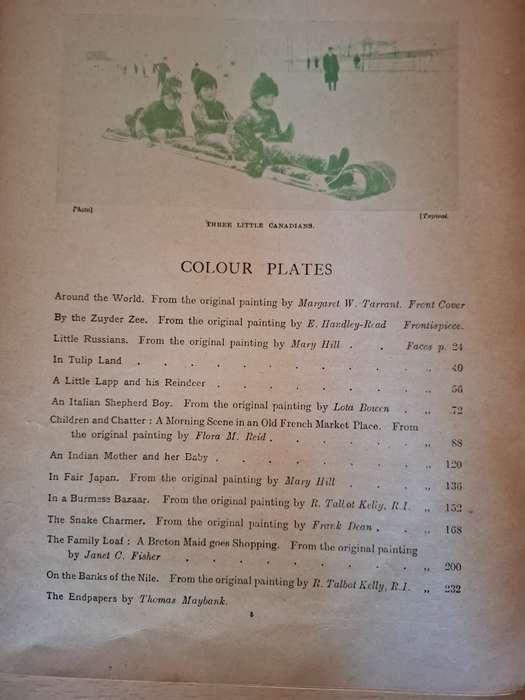 Photo]
[Topical.
THREE LITTLE CANADIANS.
COLOUR PLATES
Around the World. From the original painting by Margaret W. Tarrant. Front Cover
By the Zuyder Zee. From the original painting by E. Handley-Read Frontispiece.
Little Russians. From the original painting by Mary Hill . . Faces p. 24
In Tulip Land . . . . . . . . . „ 40
A Little Lapp and his Reindeer . . . . . . „ 56
An Italian Shepherd Boy. From the original painting by Lota Bowen . „ 72
Children and Chatter : A Morning Scene in an Old French Market Place. From
the original painting by Flora M. Reid . . . . . „ 88
An Indian Mother and her Baby . . . . . . „ 120
In Fair Japan. From the original painting by Mary Hill . . „ 136
In a Burmese Bazaar. From the original painting by R. Talbot Kelly, R.I. „ 152
The Snake Charmer. From the original painting by Frank Dean . . „ 168
The Family Loaf : A Breton Maid goes Shopping. From the original painting
by Janet C. Fisher . . . . . . . „ 200
On the Banks of the Nile. From the original painting by R. Talbot Kelly, R.I. „ 232
The Endpapers by Thomas Maybank.